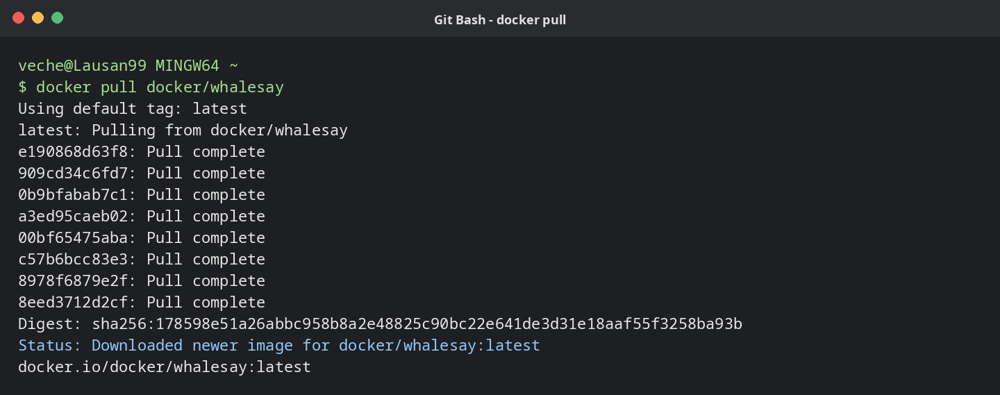 Git Bash - docker pull
veche@Lausan99 MINGW64 ~
$ docker pull docker/whalesay
Using default tag: latest
latest: Pulling from docker/whalesay
e190868d63f8: Pull complete
909cd34c6fd7: Pull complete
0b9bfabab7c1: Pull complete
a3ed95caeb02: Pull complete
00bf65475aba: Pull complete
c57b6bcc83e3: Pull complete
8978f6879e2f: Pull complete
8eed3712d2cf: Pull complete
Digest: sha256:178598e51a26abbc958b8a2e48825c90bc22e641de3d31e18aaf55f3258ba93b
Status: Downloaded newer image for docker/whalesay:latest
docker.io/docker/whalesay:latest